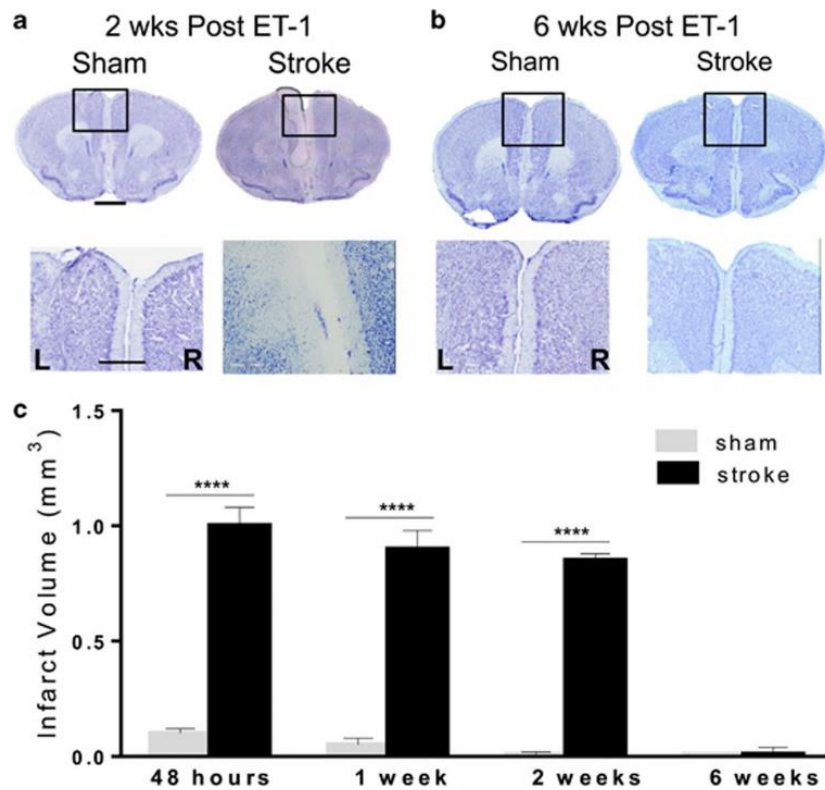 a
2 wks Post ET-1
Sham
Stroke
L
R
b
6 wks Post ET-1
Sham
Stroke
L
R
c
Infarct Volume (mm³)
1.5
1.0
0.5
0.0
****
****
****
sham
stroke
48 hours
1 week
2 weeks
6 weeks